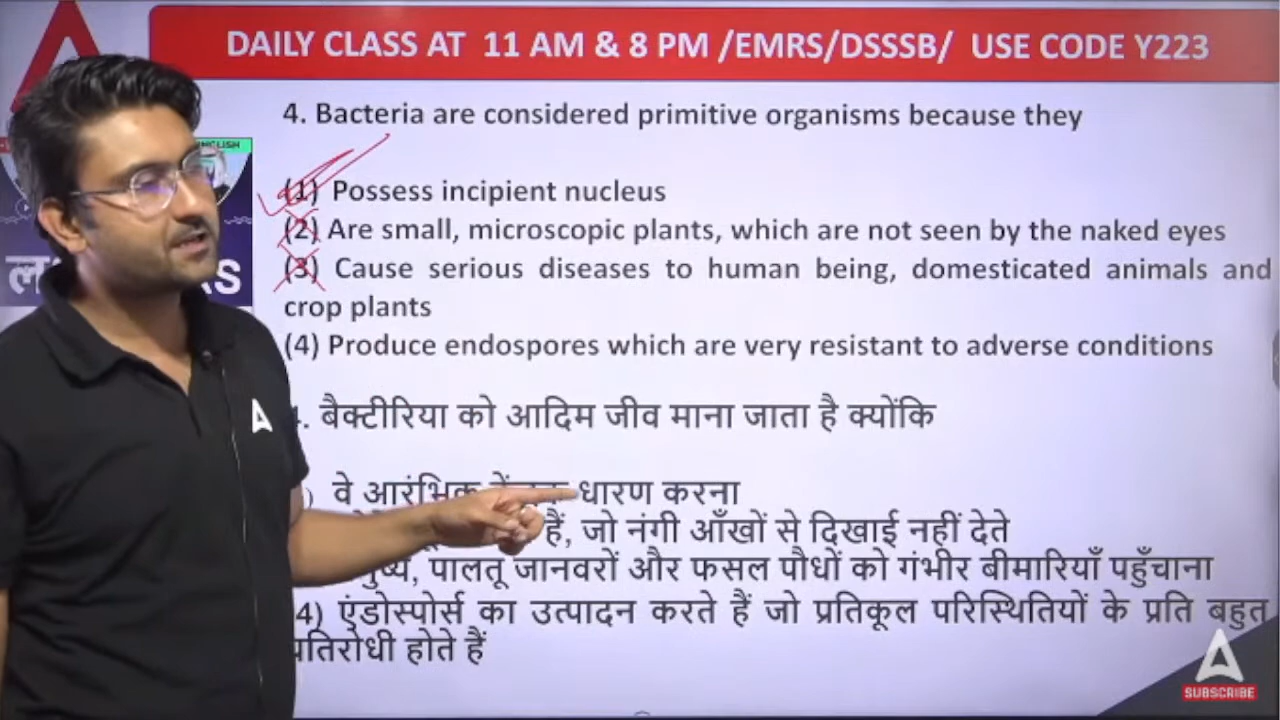 DAILY CLASS AT 11 AM & 8 PM /EMRS/DSSSB/ USE CODE Y223
4. Bacteria are considered primitive organisms because they
(1) Possess incipient nucleus
(2) Are small, microscopic plants, which are not seen by the naked eyes
(3) Cause serious diseases to human being, domesticated animals and
crop plants
(4) Produce endospores which are very resistant to adverse conditions
. बैक्टीरिया को आदिम जीव माना जाता है क्योंकि
) वे आरंभिक धारण करना
हैं, जो नंगी आँखों से दिखाई नहीं देते
पालतू जानवरों और फसल पौधों को गंभीर बीमारियाँ पहुँचाना
4) एंडोस्पोर्स का उत्पादन करते हैं जो प्रतिकूल परिस्थितियों के प्रति बहुत
होते हैं
SUBSCRIBE